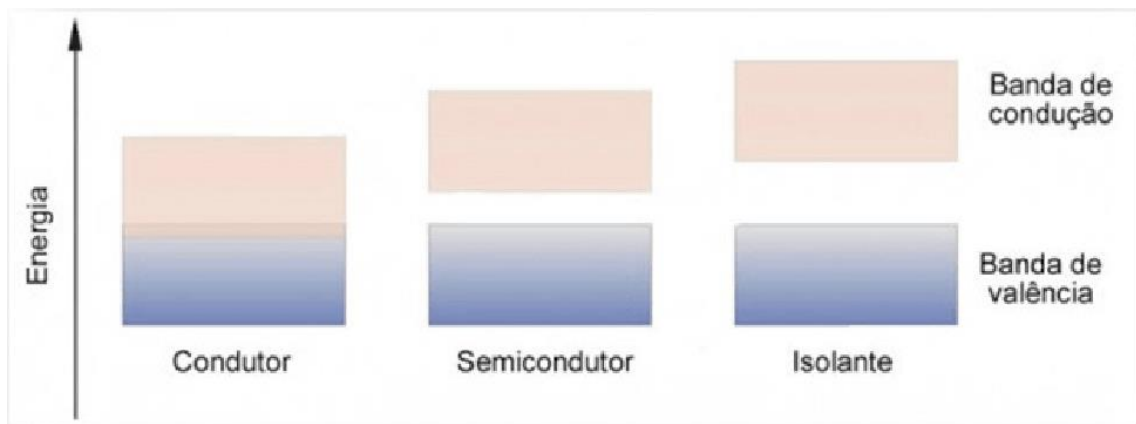 Energia
Banda de
condução
Banda de
valência
Condutor
Semicondutor
Isolante